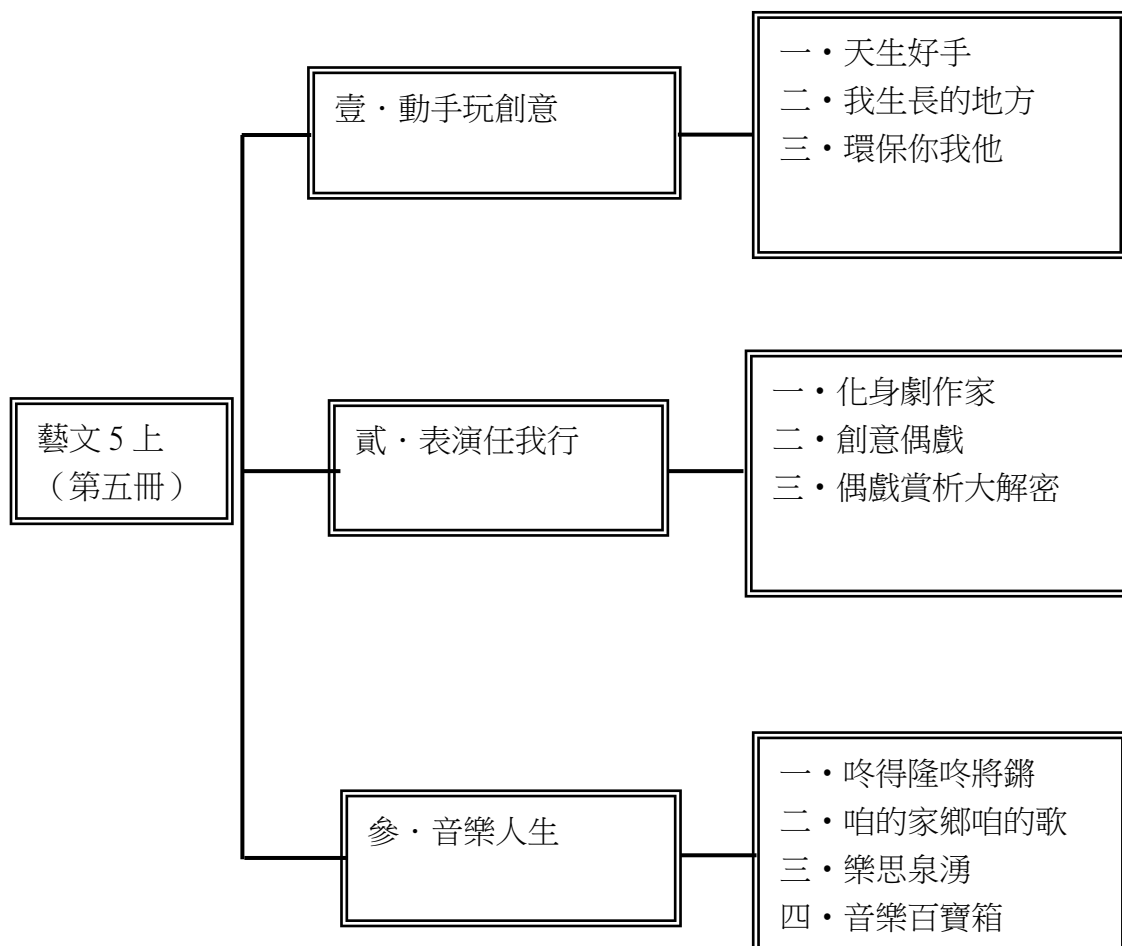 藝文 5 上
（第五冊）
壹．動手玩創意
一・天生好手
二・我生長的地方
三・環保你我他
貳．表演任我行
一・化身劇作家
二・創意偶戲
三・偶戲賞析大解密
參．音樂人生
一・咚得隆咚將鏘
二・咱的家鄉咱的歌
三・樂思泉湧
四・音樂百寶箱